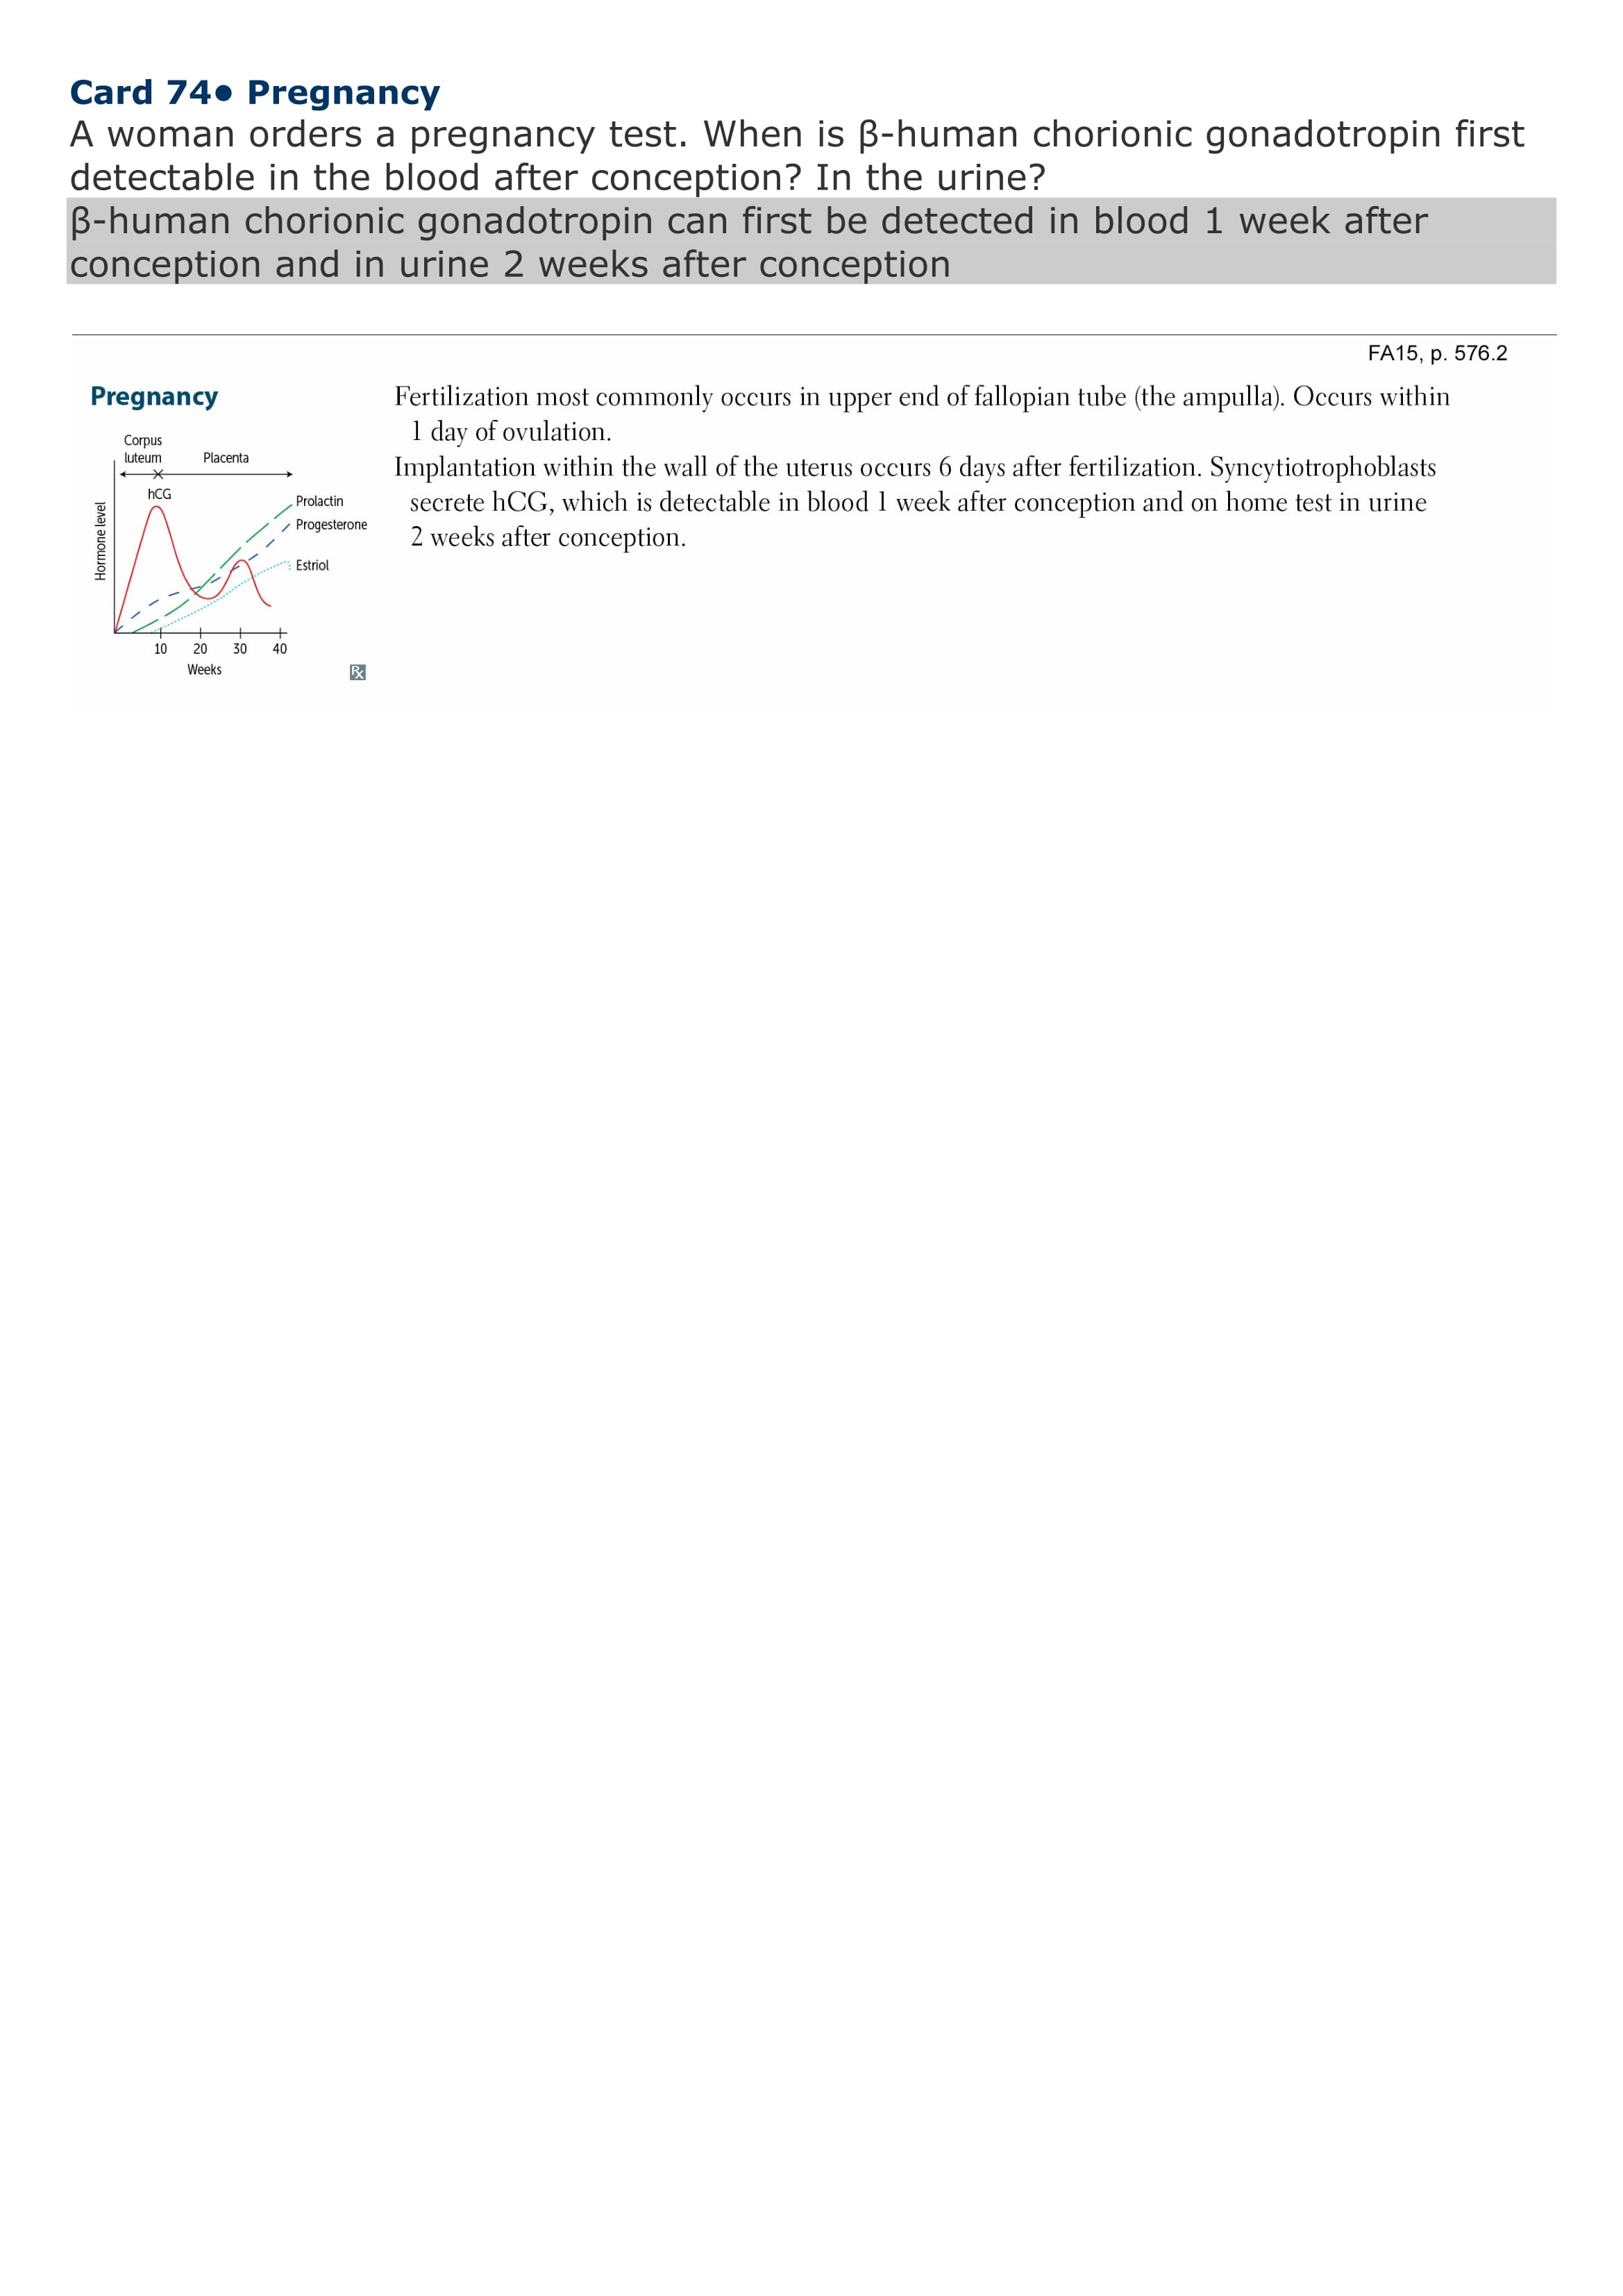 Card 74● Pregnancy
A woman orders a pregnancy test. When is β-human chorionic gonadotropin first
detectable in the blood after conception? In the urine?
β-human chorionic gonadotropin can first be detected in blood 1 week after
conception and in urine 2 weeks after conception
FA15, p. 576.2
Pregnancy
Fertilization most commonly occurs in upper end of fallopian tube (the ampulla). Occurs within
1 day of ovulation.
Implantation within the wall of the uterus occurs 6 days after fertilization. Syncytiotrophoblasts
secrete hCG, which is detectable in blood 1 week after conception and on home test in urine
2 weeks after conception.
Corpus
luteum
Placenta
hCG
Prolactin
Progesterone
Estriol
Hormone level
10 20 30 40
Weeks
Rx